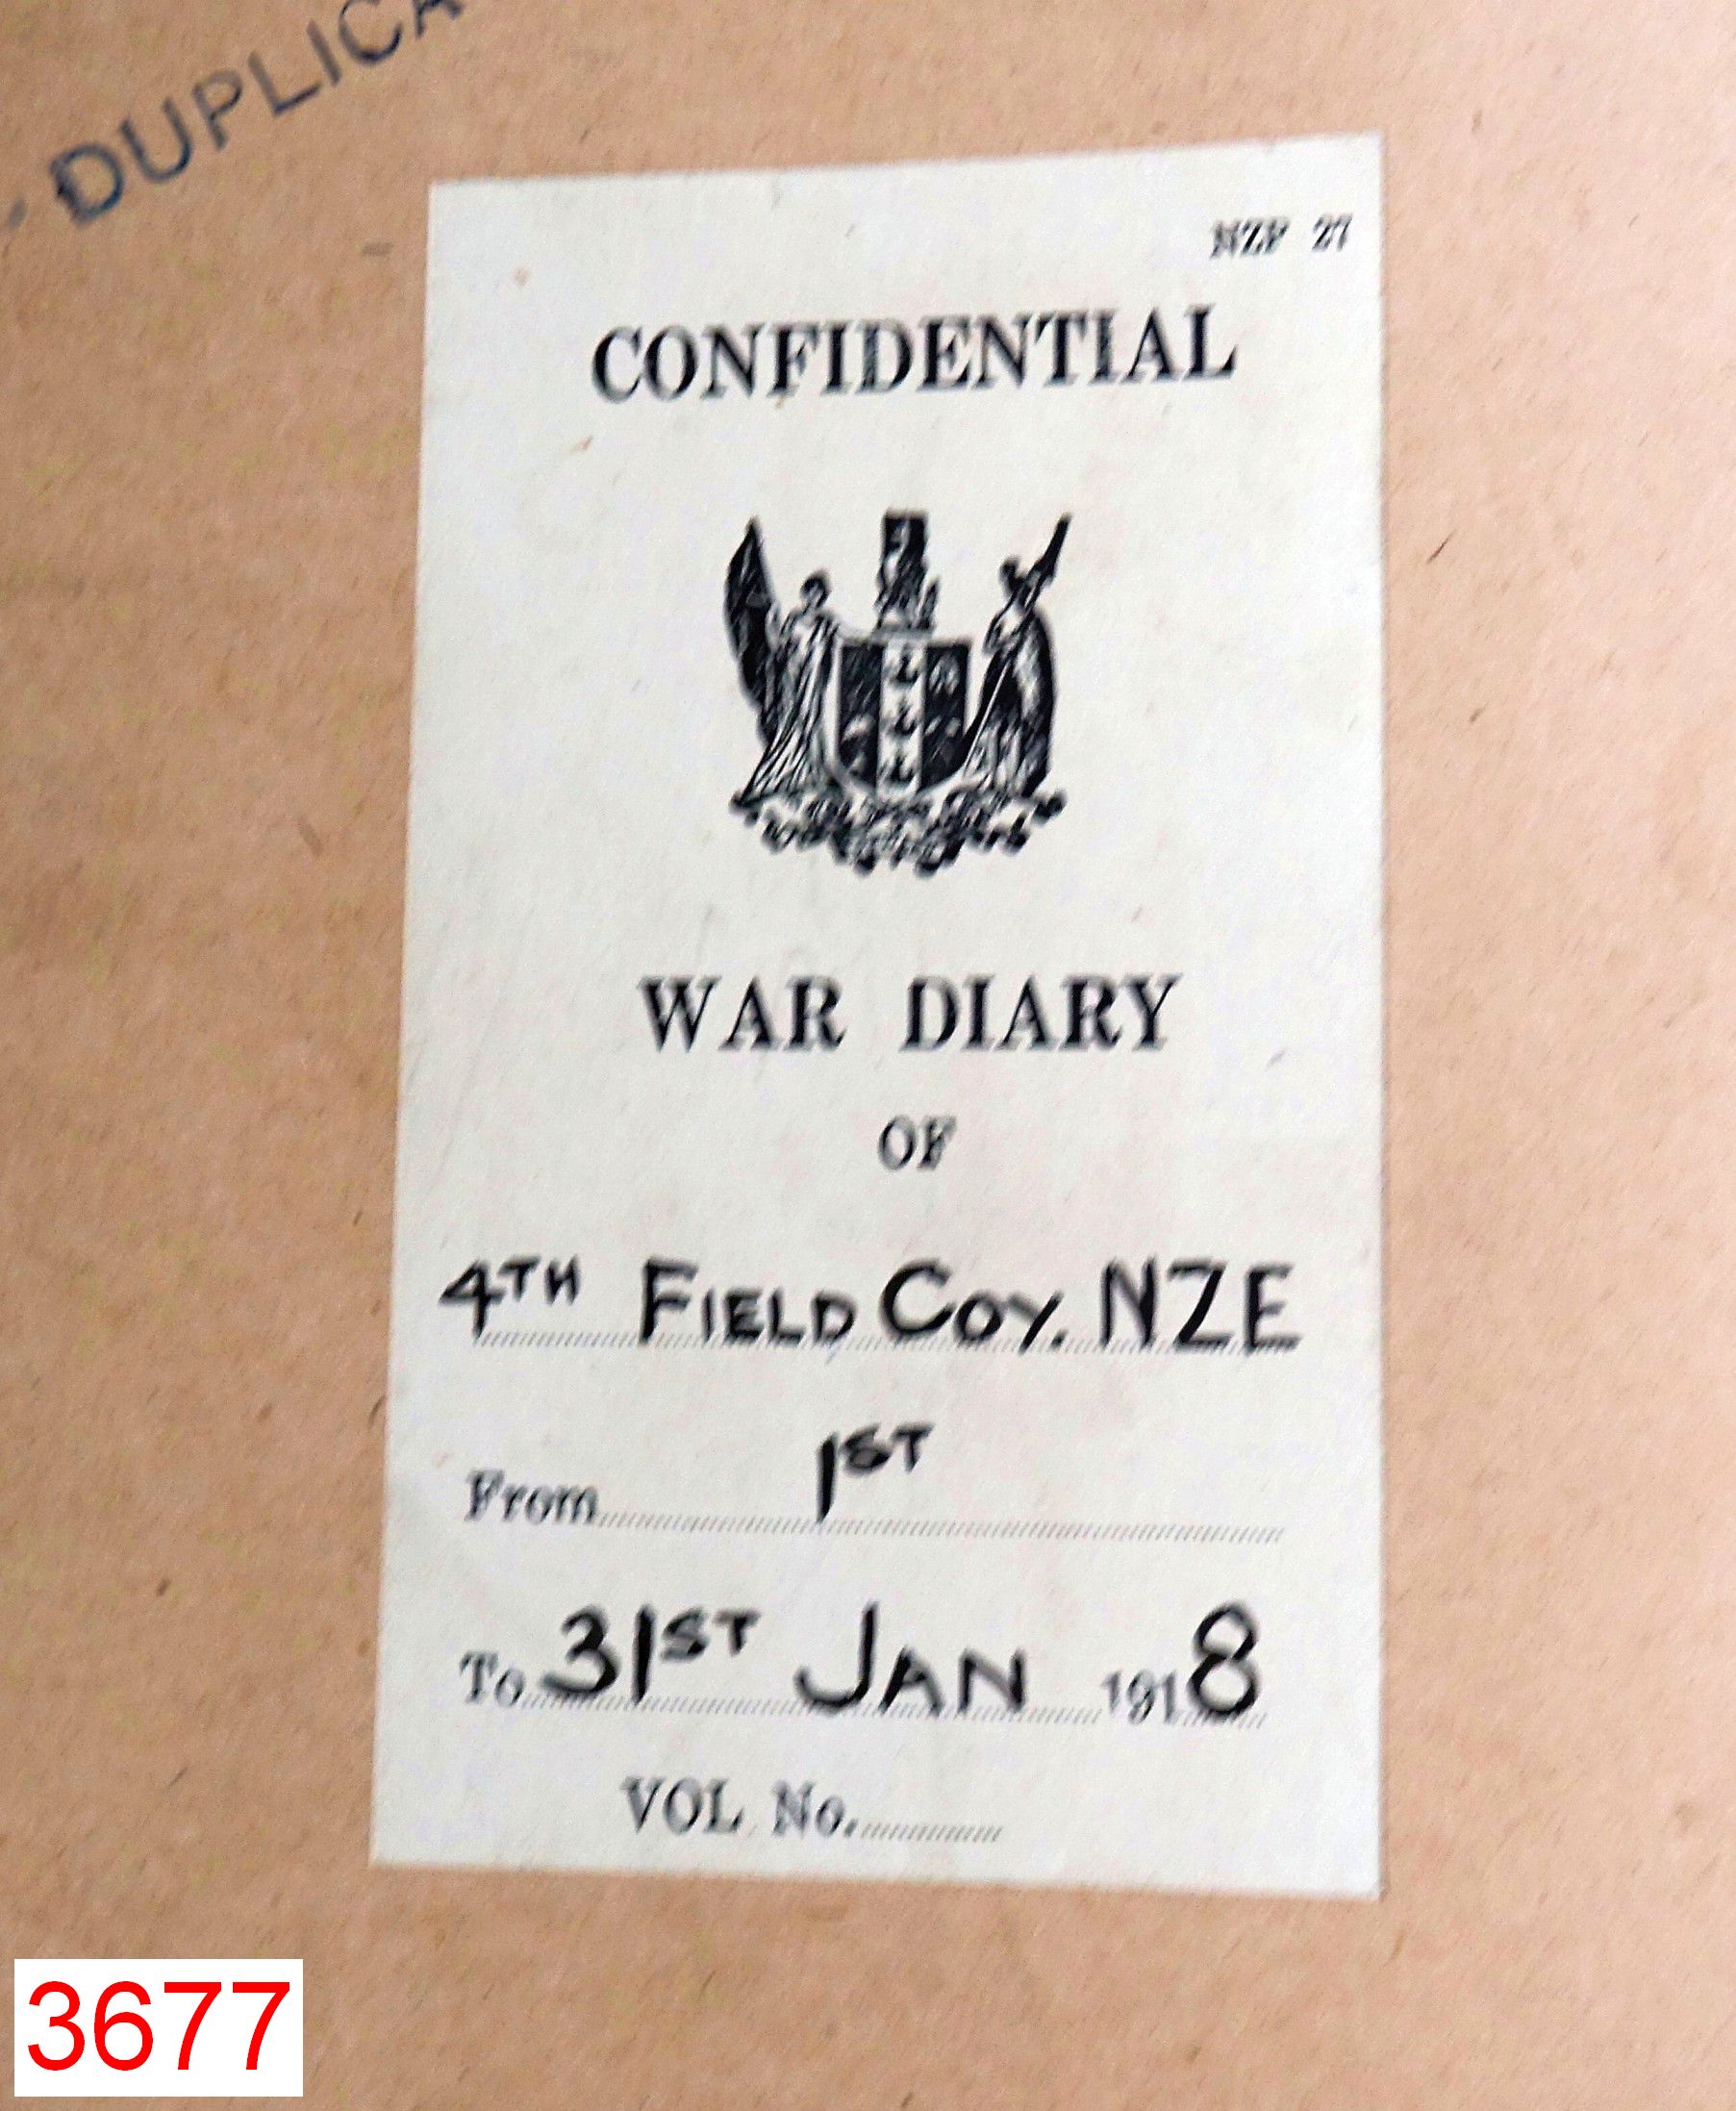 DUPLICA
NZF 27
CONFIDENTIAL
WAR DIARY
OF
4TH FIELD COY. NZE
From 1ST
To 31ST JAN 1918
VOL No.
3677